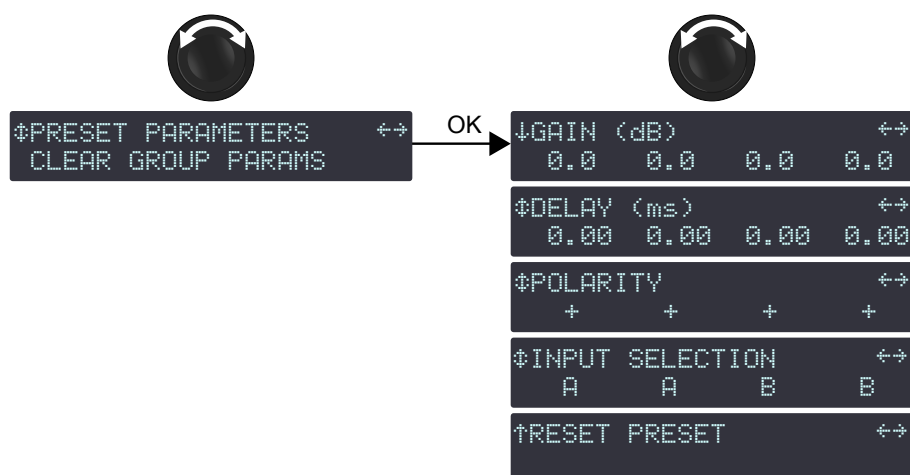 ↕PRESET PARAMETERS ↔
CLEAR GROUP PARAMS
OK
↓GAIN (dB) ↔
0.0 0.0 0.0 0.0
↕DELAY (ms) ↔
0.00 0.00 0.00 0.00
↕POLARITY ↔
+ + + +
↕INPUT SELECTION ↔
A A B B
↑RESET PRESET ↔